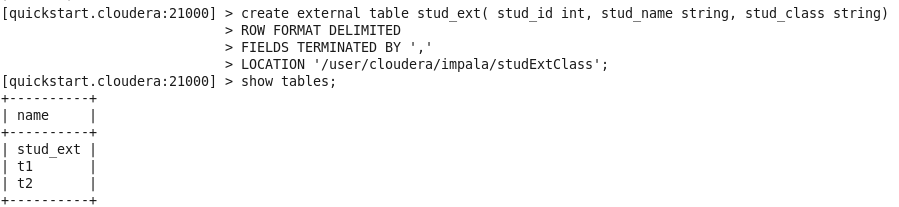 [quickstart.cloudera:21000] > create external table stud_ext( stud_id int, stud_name string, stud_class string)
                            > ROW FORMAT DELIMITED
                            > FIELDS TERMINATED BY ','
                            > LOCATION '/user/cloudera/impala/studExtClass';
[quickstart.cloudera:21000] > show tables;
+----------+
| name     |
+----------+
| stud_ext |
| t1       |
| t2       |
+----------+